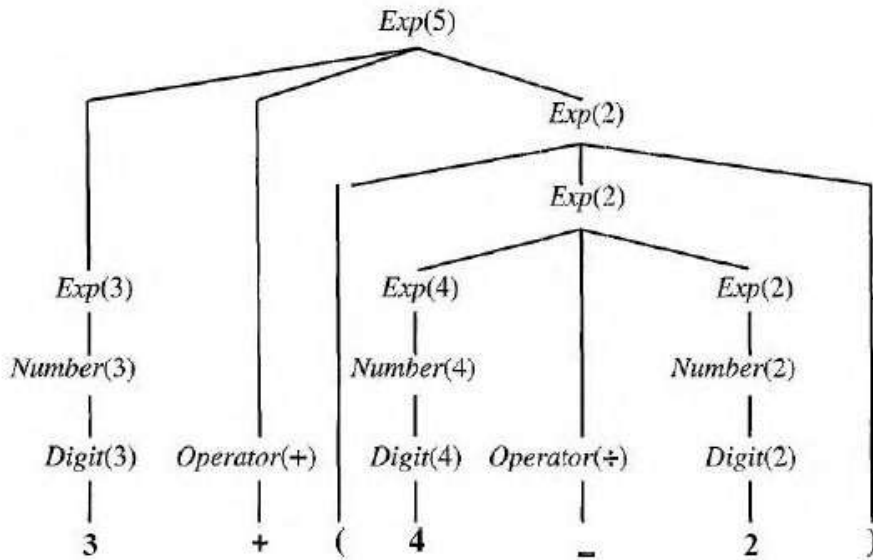 Exp(5)
Exp(2)
Exp(2)
Exp(3) Exp(4) Exp(2)
Number(3) Number(4) Number(2)
Digit(3) Operator(+) Digit(4) Operator(÷) Digit(2)
3 + ( 4 – 2 )